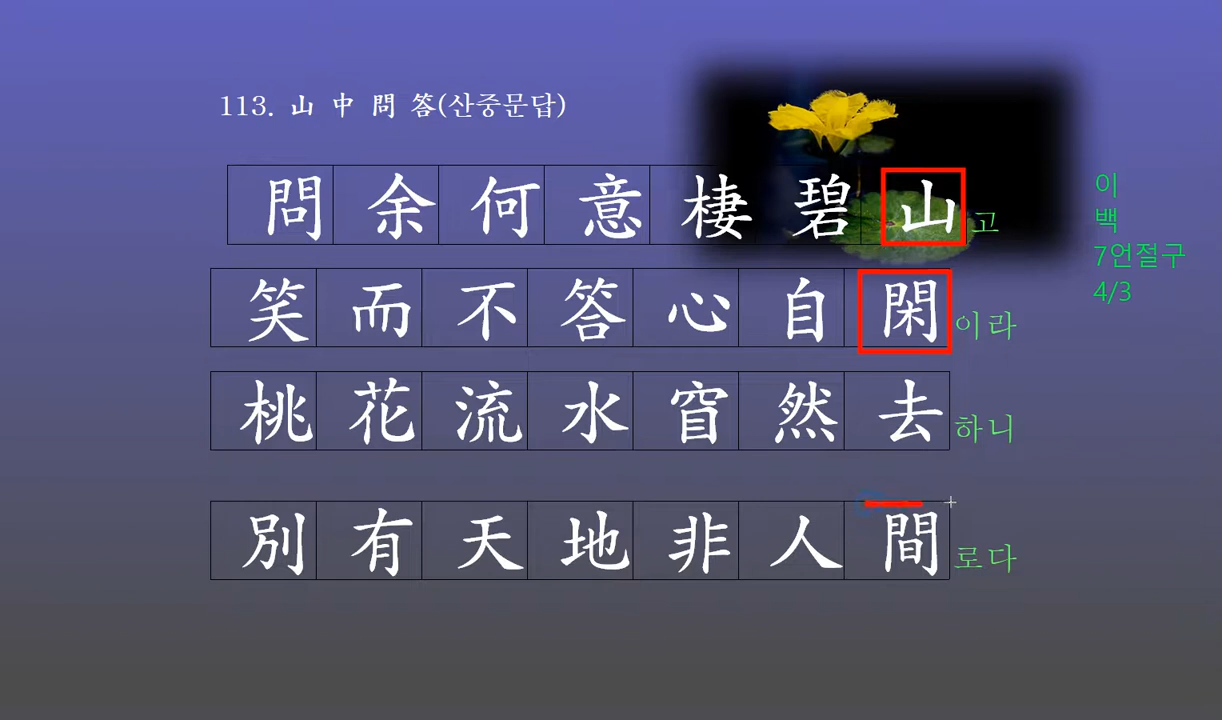 113. 山 中 問 答(산중문답)
問余何意棲碧山고
笑而不答心自閑이라
桃花流水窅然去하니
別有天地非人間로다
이
백
7언절구
4/3